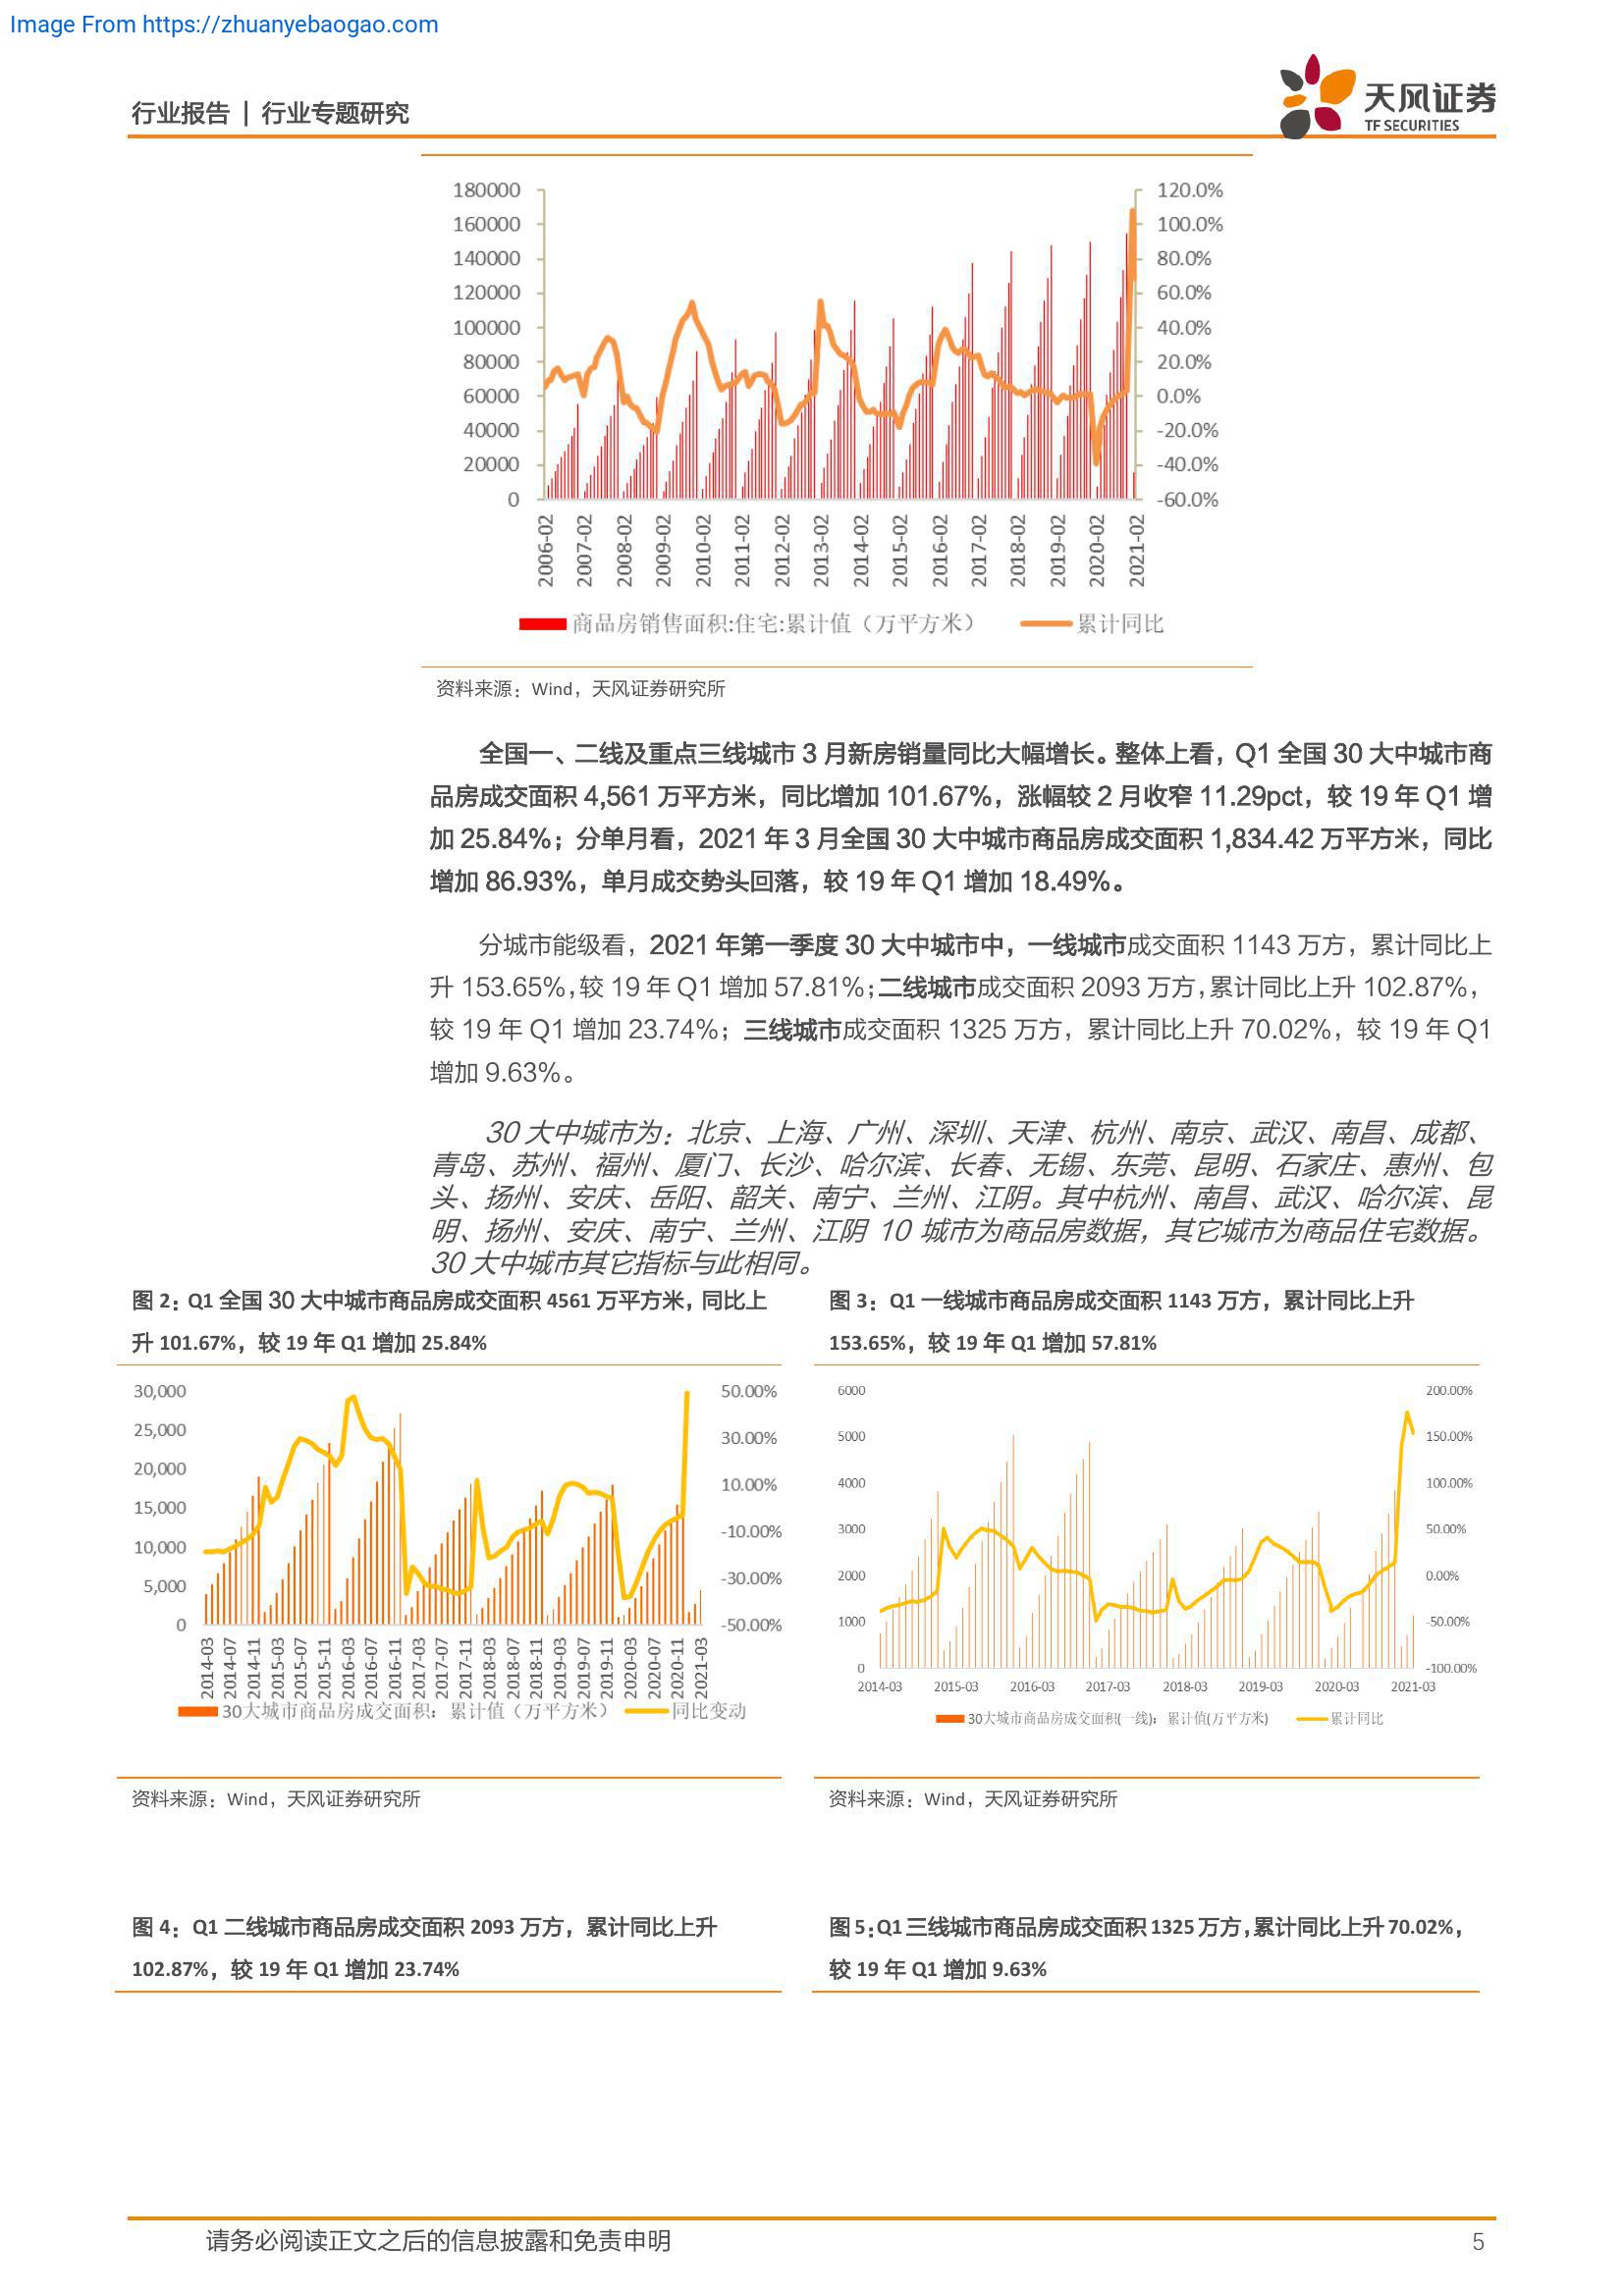 Image From https://zhuanyebaogao.com
行业报告 | 行业专题研究
天风证券
TF SECURITIES
180000
160000
140000
120000
100000
80000
60000
40000
20000
0
120.0%
100.0%
80.0%
60.0%
40.0%
20.0%
0.0%
-20.0%
-40.0%
-60.0%
2006-02
2007-02
2008-02
2009-02
2010-02
2011-02
2012-02
2013-02
2014-02
2015-02
2016-02
2017-02
2018-02
2019-02
2020-02
2021-02
商品房销售面积:住宅:累计值（万平方米） 累计同比
资料来源：Wind，天风证券研究所
全国一、二线及重点三线城市 3 月新房销量同比大幅增长。整体上看，Q1 全国 30 大中城市商
品房成交面积 4,561 万平方米，同比增加 101.67%，涨幅较 2 月收窄 11.29pct，较 19 年 Q1 增
加 25.84%；分单月看，2021 年 3 月全国 30 大中城市商品房成交面积 1,834.42 万平方米，同比
增加 86.93%，单月成交势头回落，较 19 年 Q1 增加 18.49%。
分城市能级看，2021 年第一季度 30 大中城市中，一线城市成交面积 1143 万方，累计同比上
升 153.65%，较 19 年 Q1 增加 57.81%；二线城市成交面积 2093 万方，累计同比上升 102.87%，
较 19 年 Q1 增加 23.74%；三线城市成交面积 1325 万方，累计同比上升 70.02%，较 19 年 Q1
增加 9.63%。
30 大中城市为：北京、上海、广州、深圳、天津、杭州、南京、武汉、南昌、成都、
青岛、苏州、福州、厦门、长沙、哈尔滨、长春、无锡、东莞、昆明、石家庄、惠州、包
头、扬州、安庆、岳阳、韶关、南宁、兰州、江阴。其中杭州、南昌、武汉、哈尔滨、昆
明、扬州、安庆、南宁、兰州、江阴 10 城市为商品房数据，其它城市为商品住宅数据。
30 大中城市其它指标与此相同。
图 2：Q1 全国 30 大中城市商品房成交面积 4561 万平方米，同比上
升 101.67%，较 19 年 Q1 增加 25.84%
30,000
25,000
20,000
15,000
10,000
5,000
0
50.00%
30.00%
10.00%
-10.00%
-30.00%
-50.00%
2014-03
2014-07
2014-11
2015-03
2015-07
2015-11
2016-03
2016-07
2016-11
2017-03
2017-07
2017-11
2018-03
2018-07
2018-11
2019-03
2019-07
2019-11
2020-03
2020-07
2020-11
2021-03
30大城市商品房成交面积：累计值（万平方米） 同比变动
资料来源：Wind，天风证券研究所
图 3：Q1 一线城市商品房成交面积 1143 万方，累计同比上升
153.65%，较 19 年 Q1 增加 57.81%
6000
5000
4000
3000
2000
1000
0
200.00%
150.00%
100.00%
50.00%
0.00%
-50.00%
-100.00%
2014-03 2015-03 2016-03 2017-03 2018-03 2019-03 2020-03 2021-03
30大城市商品房成交面积(一线)：累计值(万平方米) 累计同比
资料来源：Wind，天风证券研究所
图 4：Q1 二线城市商品房成交面积 2093 万方，累计同比上升
102.87%，较 19 年 Q1 增加 23.74%
图 5：Q1 三线城市商品房成交面积 1325 万方，累计同比上升 70.02%，
较 19 年 Q1 增加 9.63%
请务必阅读正文之后的信息披露和免责申明
5